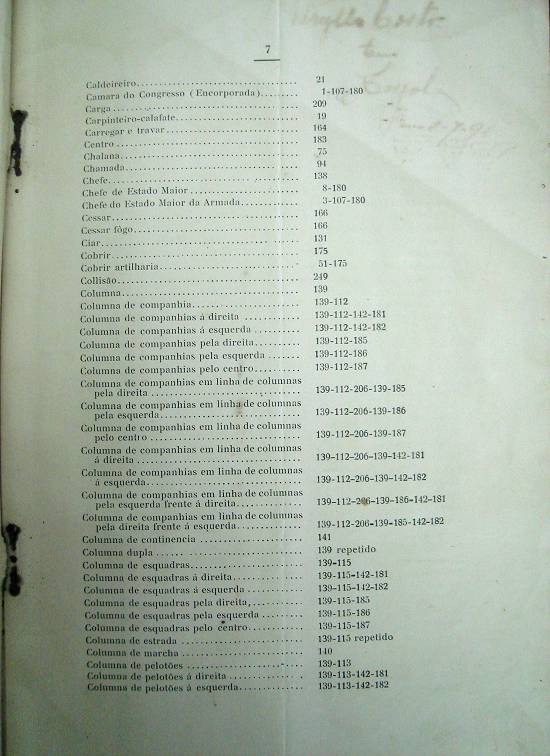 7
Caldeireiro................................ 21
Camara do Congresso (Encorporada)........ 1-107-180
Carga..................................... 209
Carpinteiro-calafate........................ 19
Carregar e travar.......................... 164
Centro.................................... 183
Chalana................................... 75
Chamada.................................. 94
Chefe..................................... 138
Chefe de Estado Maior..................... 8-180
Chefe do Estado Maior da Armada........... 3-107-180
Cessar.................................... 166
Cessar fôgo................................ 166
Ciar....................................... 131
Cobrir..................................... 175
Cobrir artilharia............................ 51-175
Collisão................................... 249
Columna................................... 139
Columna de companhia..................... 139-112
Columna de companhias á direita ........... 139-112-142-181
Columna de companhias á esquerda ......... 139-112-142-182
Columna de companhias pela direita......... 139-112-185
Columna de companhias pela esquerda ....... 139-112-186
Columna de companhias pelo centro......... 139-112-187
Columna de companhias em linha de columnas
pela direita .............................. 139-112-206-139-185
Columna de companhias em linha de columnas
pela esquerda............................ 139-112-206-139-186
Columna de companhias em linha de columnas
pelo centro .............................. 139-112-206-139-187
Columna de companhias em linha de columnas
á direita ................................. 139-112-206-139-142-181
Columna de companhias em linha de columnas
á esquerda............................... 139-112-206-139-142-182
Columna de companhias em linha de columnas
pela esquerda frente á direita............. 139-112-206-139-186-142-181
Columna de companhias em linha de columnas
pela direita frente á esquerda............. 139-112-206-139-185-142-182
Columna de continencia .................... 141
Columna dupla ............................. 139 repetido
Columna de esquadras...................... 139-115
Columna de esquadras á direita.............. 139-115-142-181
Columna de esquadras á esquerda ........... 139-115-142-182
Columna de esquadras pela direita........... 139-115-185
Columna de esquadras pela esquerda ........ 139-115-186
Columna de esquadras pelo centro........... 139-115-187
Columna de estrada ........................ 139-115 repetido
Columna de marcha ........................ 140
Columna de pelotões ....................... 139-113
Columna de pelotões á direita .............. 139-113-142-181
Columna de pelotões á esquerda............. 139-113-142-182